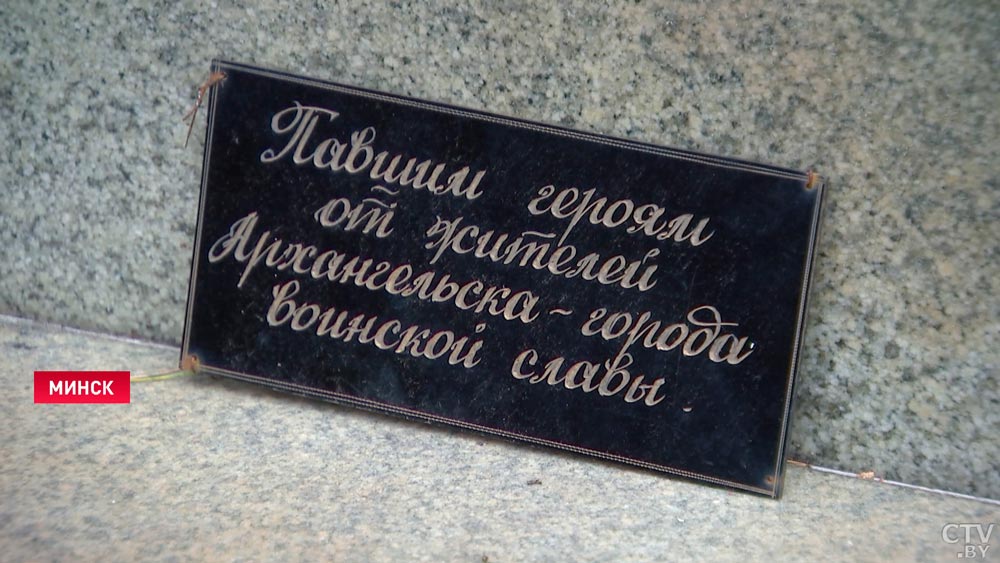 Павшим героям
от жителей
Архангельска - города
воинской славы.
МИНСК
CTV
.BY